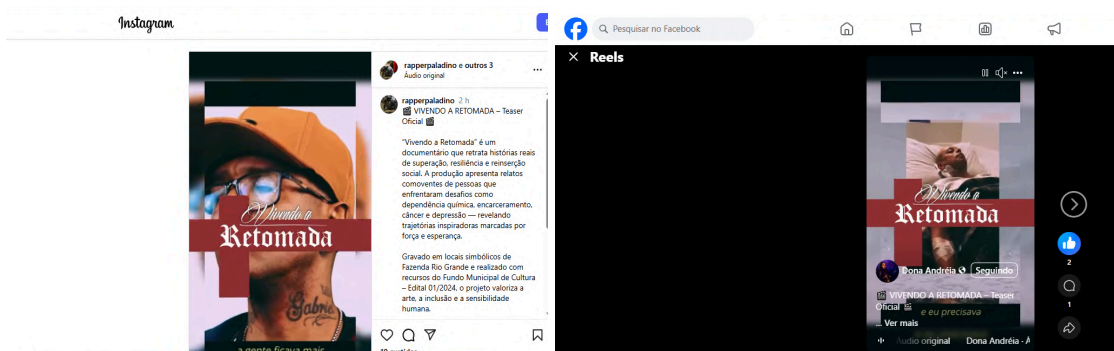 Instagram
rapperpaladino e outros 3
Áudio original
rapperpaladino 2 h
🎬 VIVENDO A RETOMADA – Teaser
Oficial 🎬
"Vivendo a Retomada" é um
documentário que retrata histórias reais
de superação, resiliência e reinserção
social. A produção apresenta relatos
comoventes de pessoas que
enfrentaram desafios como
dependência química, encarceramento,
câncer e depressão — revelando
trajetórias inspiradoras marcadas por
força e esperança.
Gravado em locais simbólicos de
Fazenda Rio Grande e realizado com
recursos do Fundo Municipal de Cultura
– Edital 01/2024, o projeto valoriza a
arte, a inclusão e a sensibilidade
humana.
Vivendo a
Retomada
Gabriel
a gente ficava mais
Pesquisar no Facebook
Reels
Vivendo a
Retomada
Dona Andréia
Seguindo
🎬 VIVENDO A RETOMADA – Teaser
Oficial 🎬
e eu precisava
... Ver mais
Áudio original Dona Andréia - Á
2
1